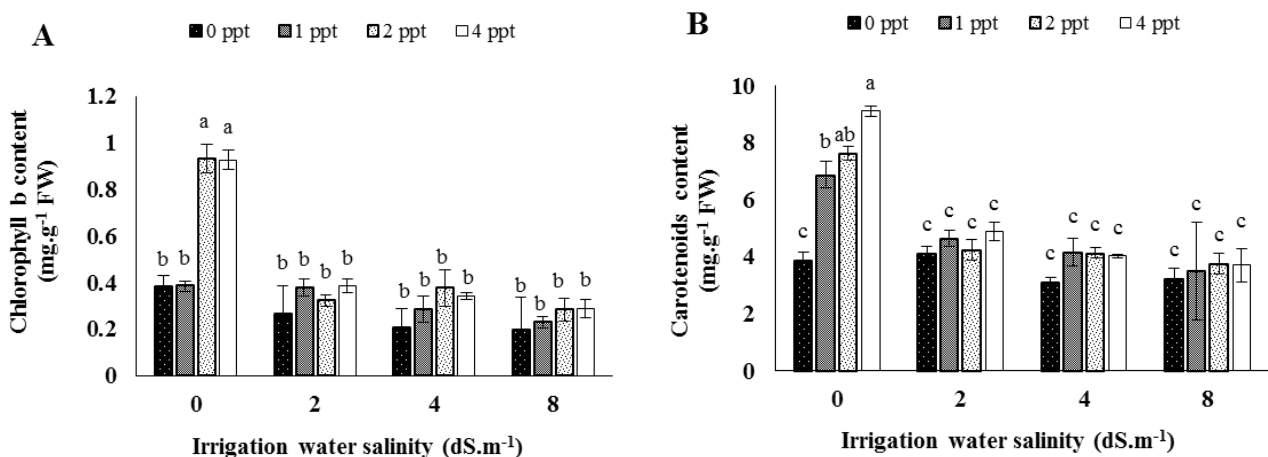 A
0 ppt 1 ppt 2 ppt 4 ppt
Chlorophyll b content
(mg.g-1 FW)
1.2
1
0.8
0.6
0.4
0.2
0
b b a a
b b b b
b b b b
b b b b
0 2 4 8
Irrigation water salinity (dS.m-1)
B
0 ppt 1 ppt 2 ppt 4 ppt
Carotenoids content
(mg.g-1 FW)
10
8
6
4
2
0
c b ab a
c c c c
c c c c
c c c c
0 2 4 8
Irrigation water salinity (dS.m-1)